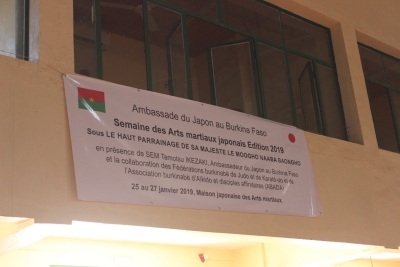 Ambassade du Japon au Burkina Faso
Semaine des Arts martiaux japonais Edition 2019
Sous LE HAUT PARRAINAGE DE SA MAJESTE LE MOOGHO NAABA BAONGHO
en présence de SEM Tamotsu IKEZAKI, Ambassadeur du Japon au Burkina Faso
et la collaboration des Fédérations burkinabè de Judo et de Karaté-do et de
l'Association burkinabè d'Aïkido et disciples affinitaires (ABADA)
25 au 27 janvier 2019, Maison japonaise des Arts martiaux